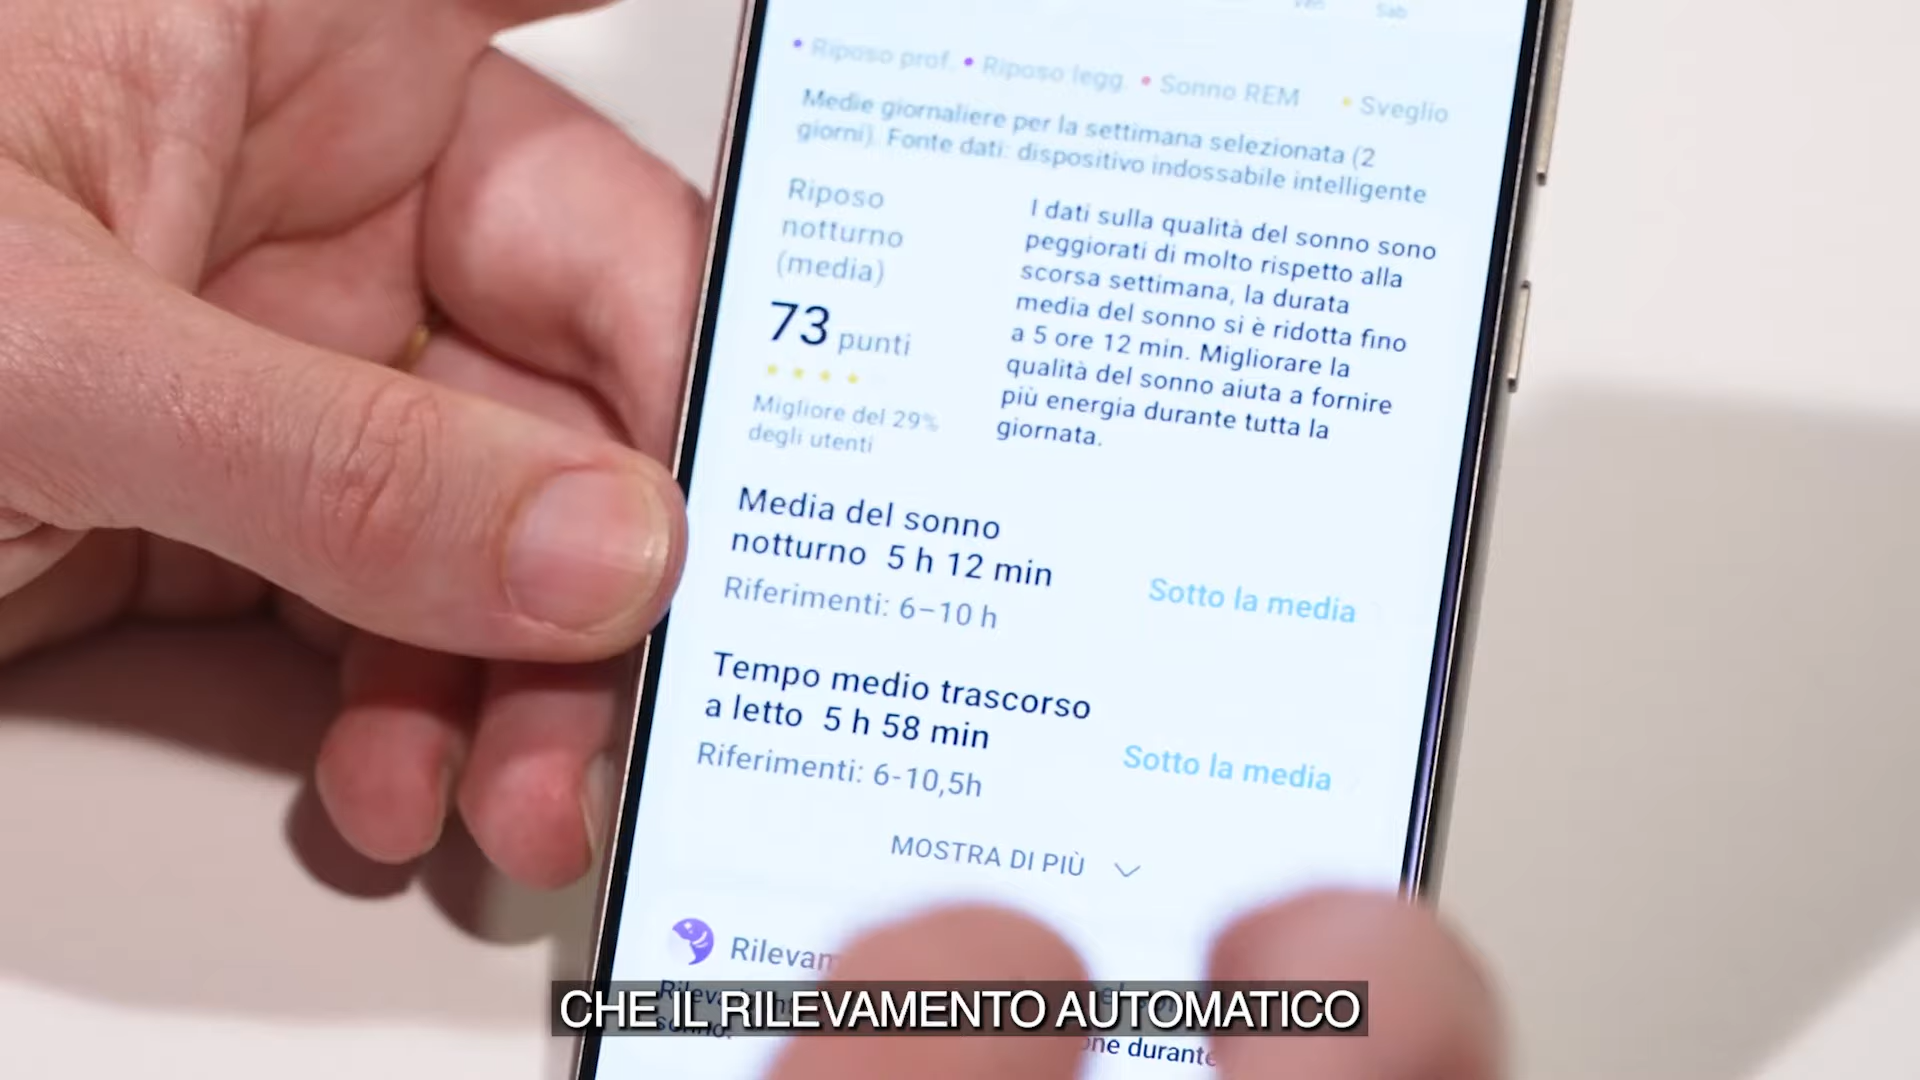 Ven Sab
Riposo prof. Riposo legg. Sonno REM Sveglio
Medie giornaliere per la settimana selezionata (2
giorni). Fonte dati: dispositivo indossabile intelligente
Riposo
notturno
(media)
73 punti
Migliore del 29%
degli utenti
I dati sulla qualità del sonno sono
peggiorati di molto rispetto alla
scorsa settimana, la durata
media del sonno si è ridotta fino
a 5 ore 12 min. Migliorare la
qualità del sonno aiuta a fornire
più energia durante tutta la
giornata.
Media del sonno
notturno 5 h 12 min
Sotto la media
Riferimenti: 6–10 h
Tempo medio trascorso
a letto 5 h 58 min
Sotto la media
Riferimenti: 6-10,5h
MOSTRA DI PIÙ
CHE IL RILEVAMENTO AUTOMATICO
durante